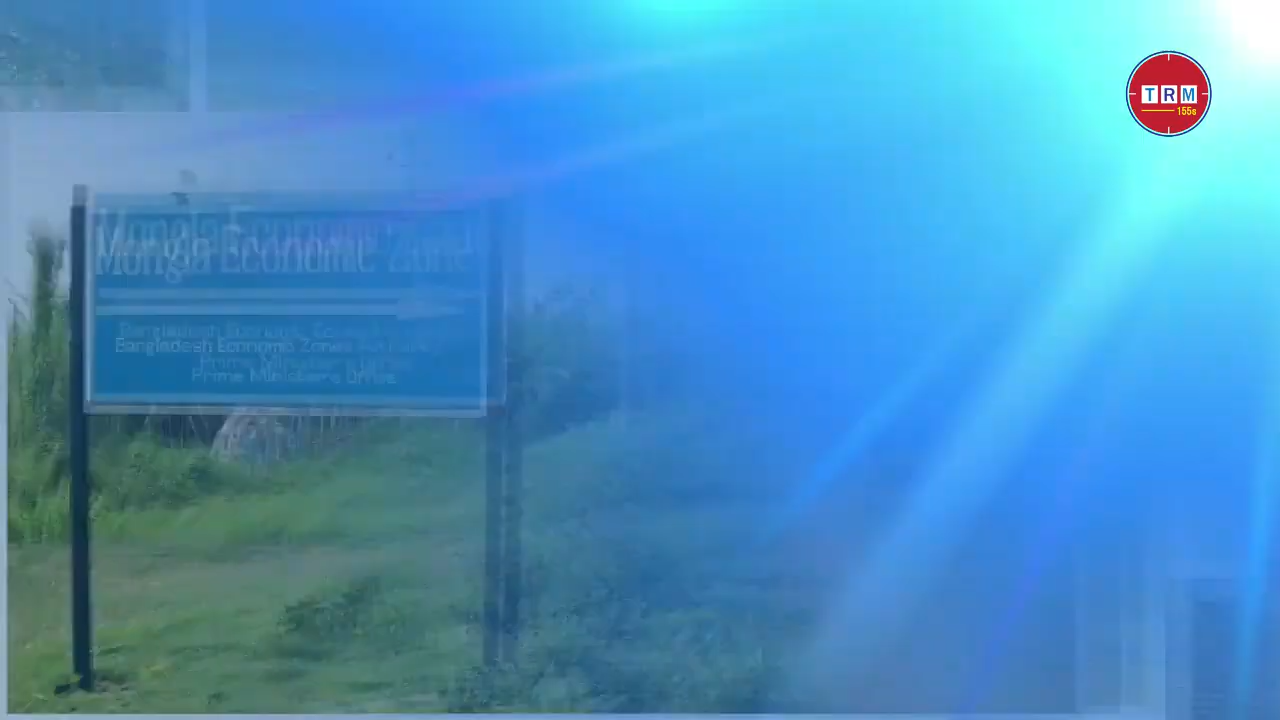 TRM
155s
Mongla Economic Zone
Bangladesh Economic Zones Authority
Prime Minister's Office